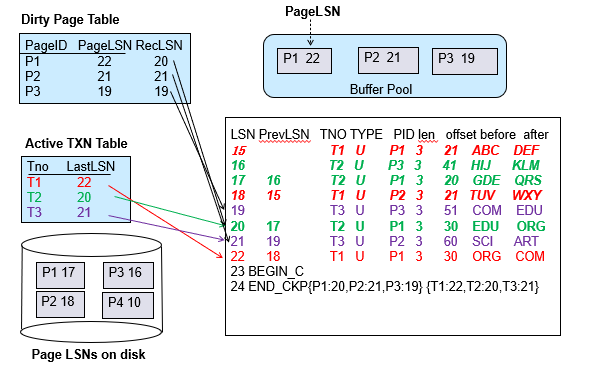 Dirty Page Table
PageID PageLSN RecLSN
P1 22 20
P2 21 21
P3 19 19
PageLSN
P1 22
P2 21
P3 19
Buffer Pool
Active TXN Table
Tno LastLSN
T1 22
T2 20
T3 21
P1 17
P3 16
P2 18
P4 10
Page LSNs on disk
LSN PrevLSN TNO TYPE PID len offset before after
15 T1 U P1 3 21 ABC DEF
16 T2 U P3 3 41 HIJ KLM
17 16 T2 U P1 3 20 GDE QRS
18 15 T1 U P2 3 21 TUV WXY
19 T3 U P3 3 51 COM EDU
20 17 T2 U P1 3 30 EDU ORG
21 19 T3 U P2 3 60 SCI ART
22 18 T1 U P1 3 30 ORG COM
23 BEGIN_C
24 END_CKP{P1:20,P2:21,P3:19} {T1:22,T2:20,T3:21}